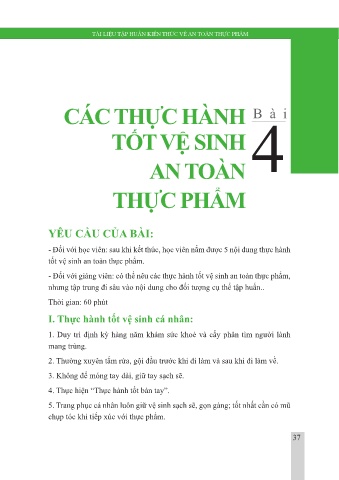 TÀI LIỆU TẬP HUẤN KIẾN THỨC VỀ AN TOÀN THỰC PHẨM
CÁC THỰC HÀNH
TỐT VỆ SINH
AN TOÀN
THỰC PHẨM
Bài
4
YÊU CẦU CỦA BÀI:
- Đối với học viên: sau khi kết thúc, học viên nắm được 5 nội dung thực hành
tốt vệ sinh an toàn thực phẩm.
- Đối với giảng viên: có thể nêu các thực hành tốt vệ sinh an toàn thực phẩm,
nhưng tập trung đi sâu vào nội dung cho đối tượng cụ thể tập huấn..
Thời gian: 60 phút
I. Thực hành tốt vệ sinh cá nhân:
1. Duy trì định kỳ hàng năm khám sức khoẻ và cấy phân tìm người lành
mang trùng.
2. Thường xuyên tắm rửa, gội đầu trước khi đi làm và sau khi đi làm về.
3. Không để móng tay dài, giữ tay sạch sẽ.
4. Thực hiện “Thực hành tốt bàn tay”.
5. Trang phục cá nhân luôn giữ vệ sinh sạch sẽ, gọn gàng; tốt nhất cần có mũ
chụp tóc khi tiếp xúc với thực phẩm.
37